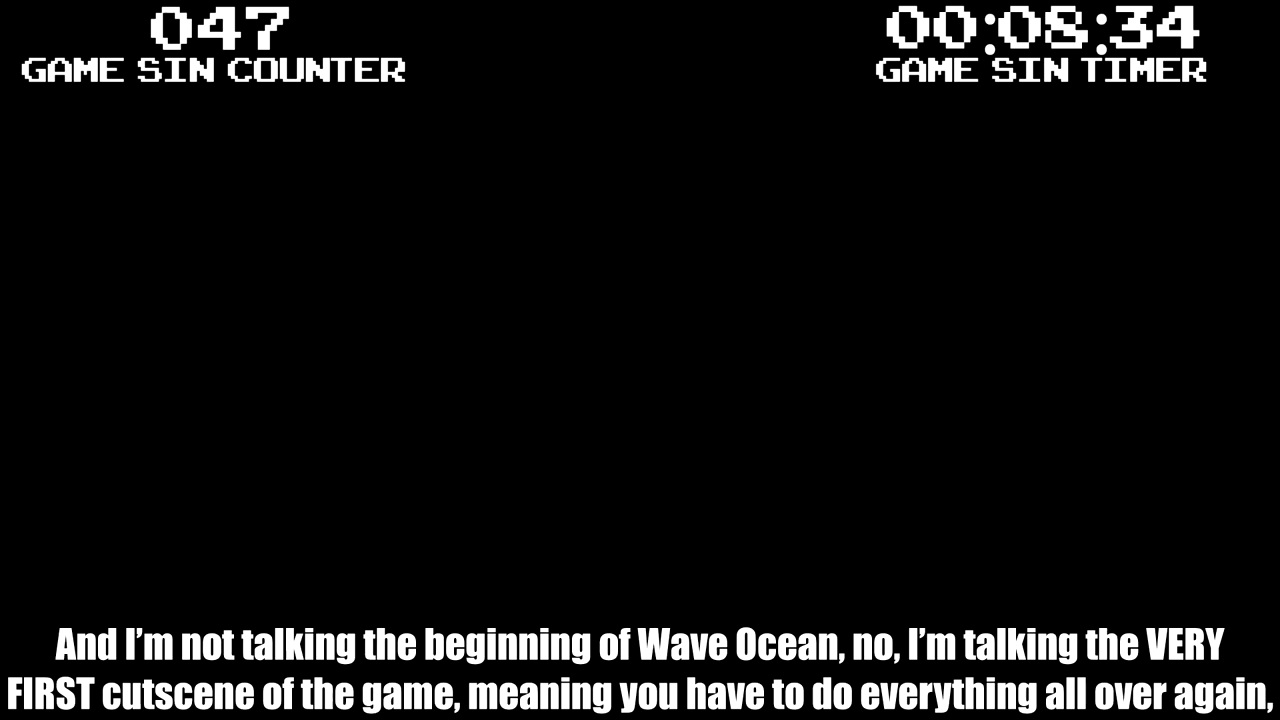 047
GAME SIN COUNTER
00:08:34
GAME SIN TIMER
And I’m not talking the beginning of Wave Ocean, no, I’m talking the VERY
FIRST cutscene of the game, meaning you have to do everything all over again,